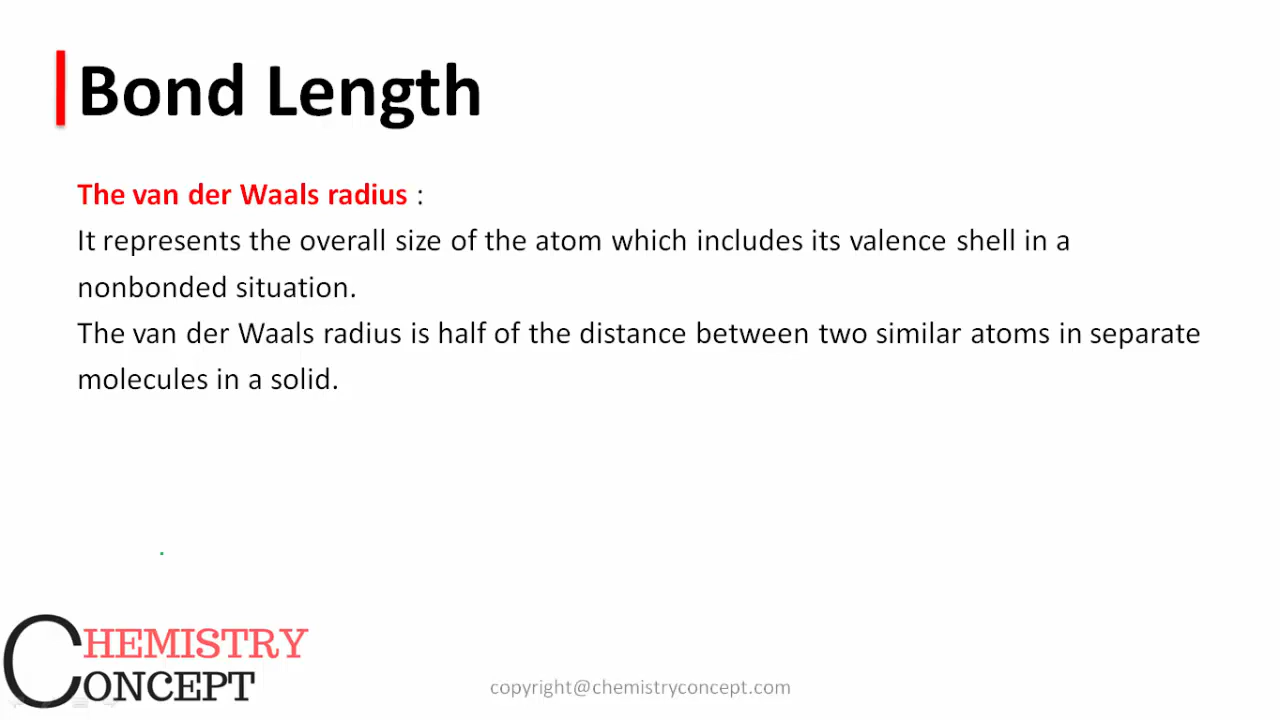 Bond Length
The van der Waals radius :
It represents the overall size of the atom which includes its valence shell in a
nonbonded situation.
The van der Waals radius is half of the distance between two similar atoms in separate
molecules in a solid.
CHEMISTRY
CONCEPT
copyright@chemistryconcept.com